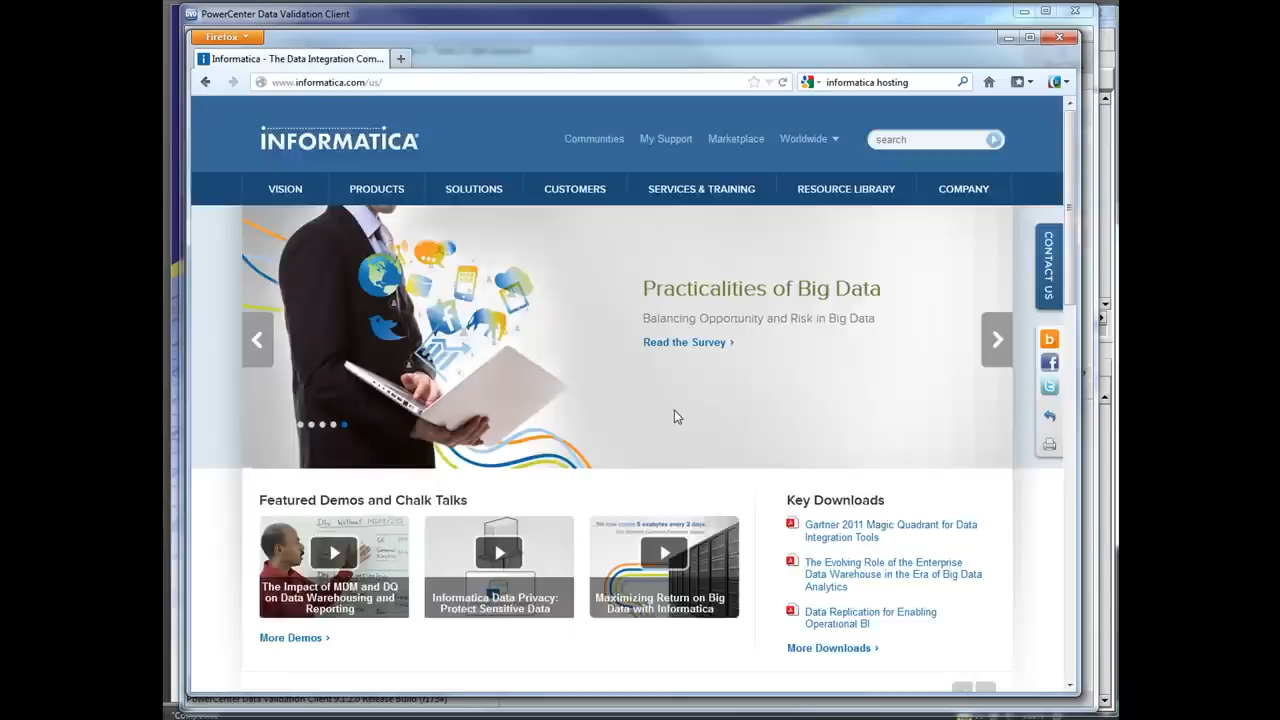 PowerCenter Data Validation Client
Firefox
Informatica - The Data Integration Com...
www.informatica.com/us/
informatica hosting
INFORMATICA
Communities My Support Marketplace Worldwide
search
VISION PRODUCTS SOLUTIONS CUSTOMERS SERVICES & TRAINING RESOURCE LIBRARY COMPANY
CONTACT US
Practicalities of Big Data
Balancing Opportunity and Risk in Big Data
Read the Survey ›
Featured Demos and Chalk Talks
The Impact of MDM and DQ
on Data Warehousing and
Reporting
Informatica Data Privacy:
Protect Sensitive Data
Maximizing Return on Big
Data with Informatica
More Demos ›
Key Downloads
Gartner 2011 Magic Quadrant for Data
Integration Tools
The Evolving Role of the Enterprise
Data Warehouse in the Era of Big Data
Analytics
Data Replication for Enabling
Operational BI
More Downloads ›